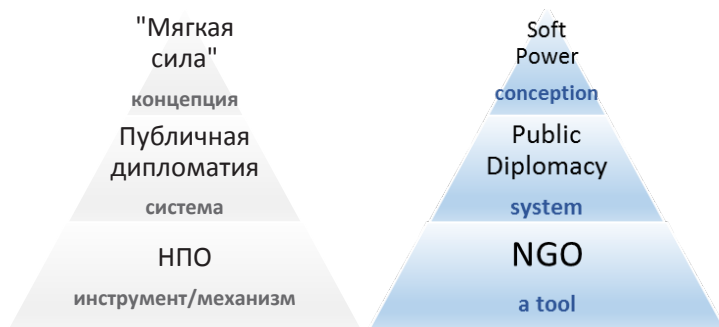 "Мягкая
сила"
концепция
Публичная
дипломатия
система
НПО
инструмент/механизм
Soft
Power
conception
Public
Diplomacy
system
NGO
a tool